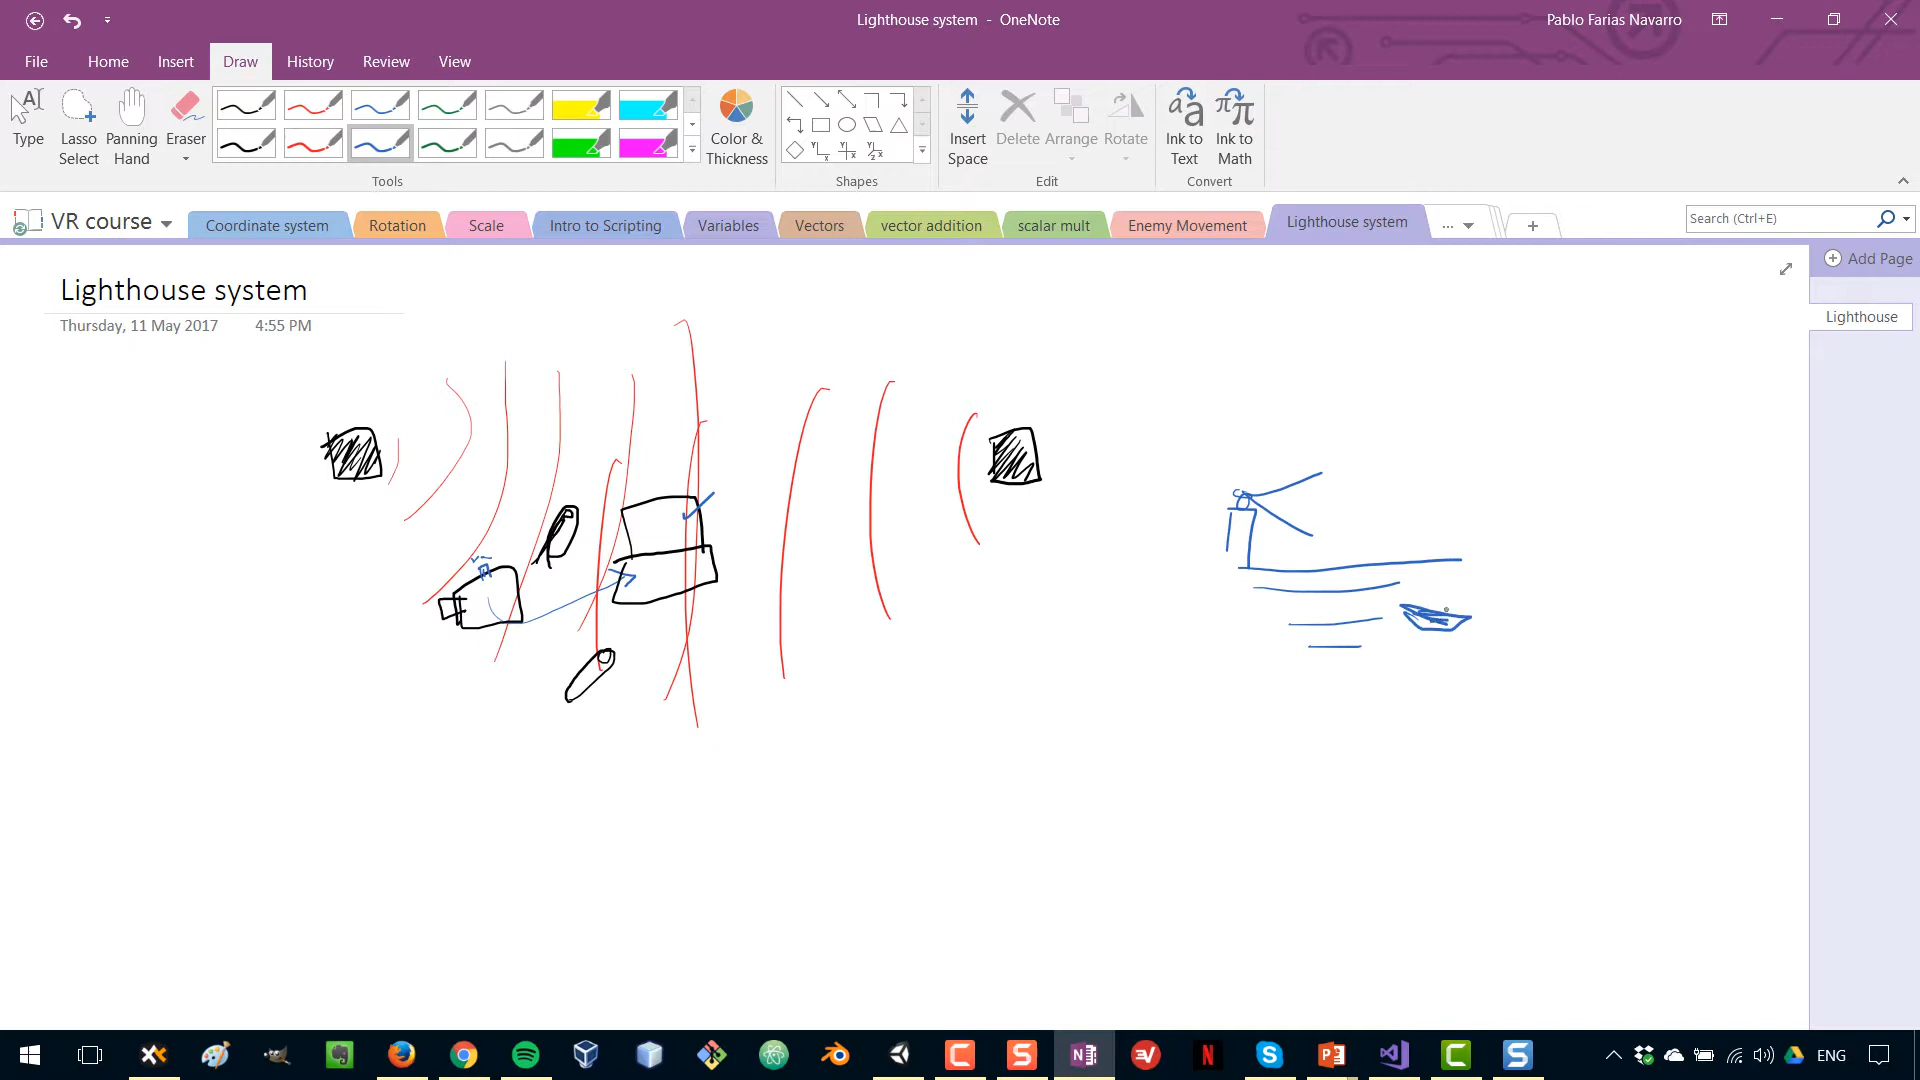 Lighthouse system - OneNote
Pablo Farias Navarro
File Home Insert Draw History Review View
Type Lasso Select Panning Hand Eraser
Color & Thickness
Insert Space Delete Arrange Rotate
Ink to Text Ink to Math
Tools Shapes Edit Convert
VR course Coordinate system Rotation Scale Intro to Scripting Variables Vectors vector addition scalar mult Enemy Movement Lighthouse system ... Search (Ctrl+E)
Add Page
Lighthouse system
Lighthouse
Thursday, 11 May 2017 4:55 PM
ENG